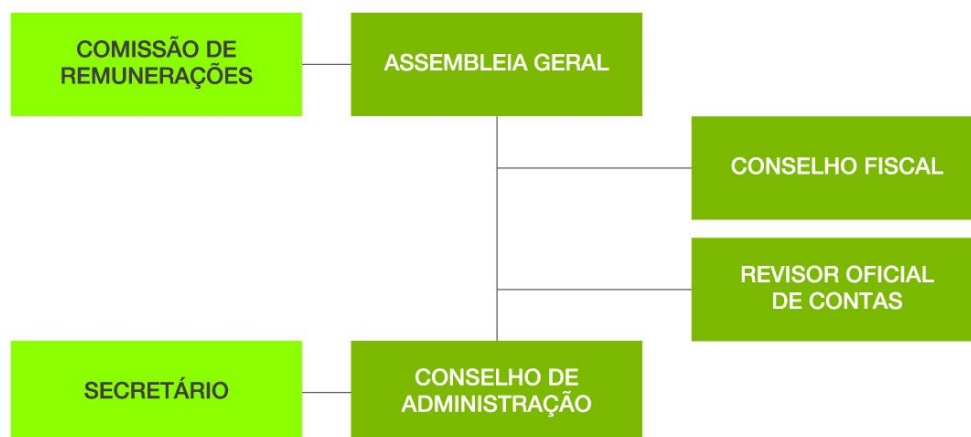 COMISSÃO DE
REMUNERAÇÕES
ASSEMBLEIA GERAL
CONSELHO FISCAL
REVISOR OFICIAL
DE CONTAS
SECRETÁRIO
CONSELHO DE
ADMINISTRAÇÃO